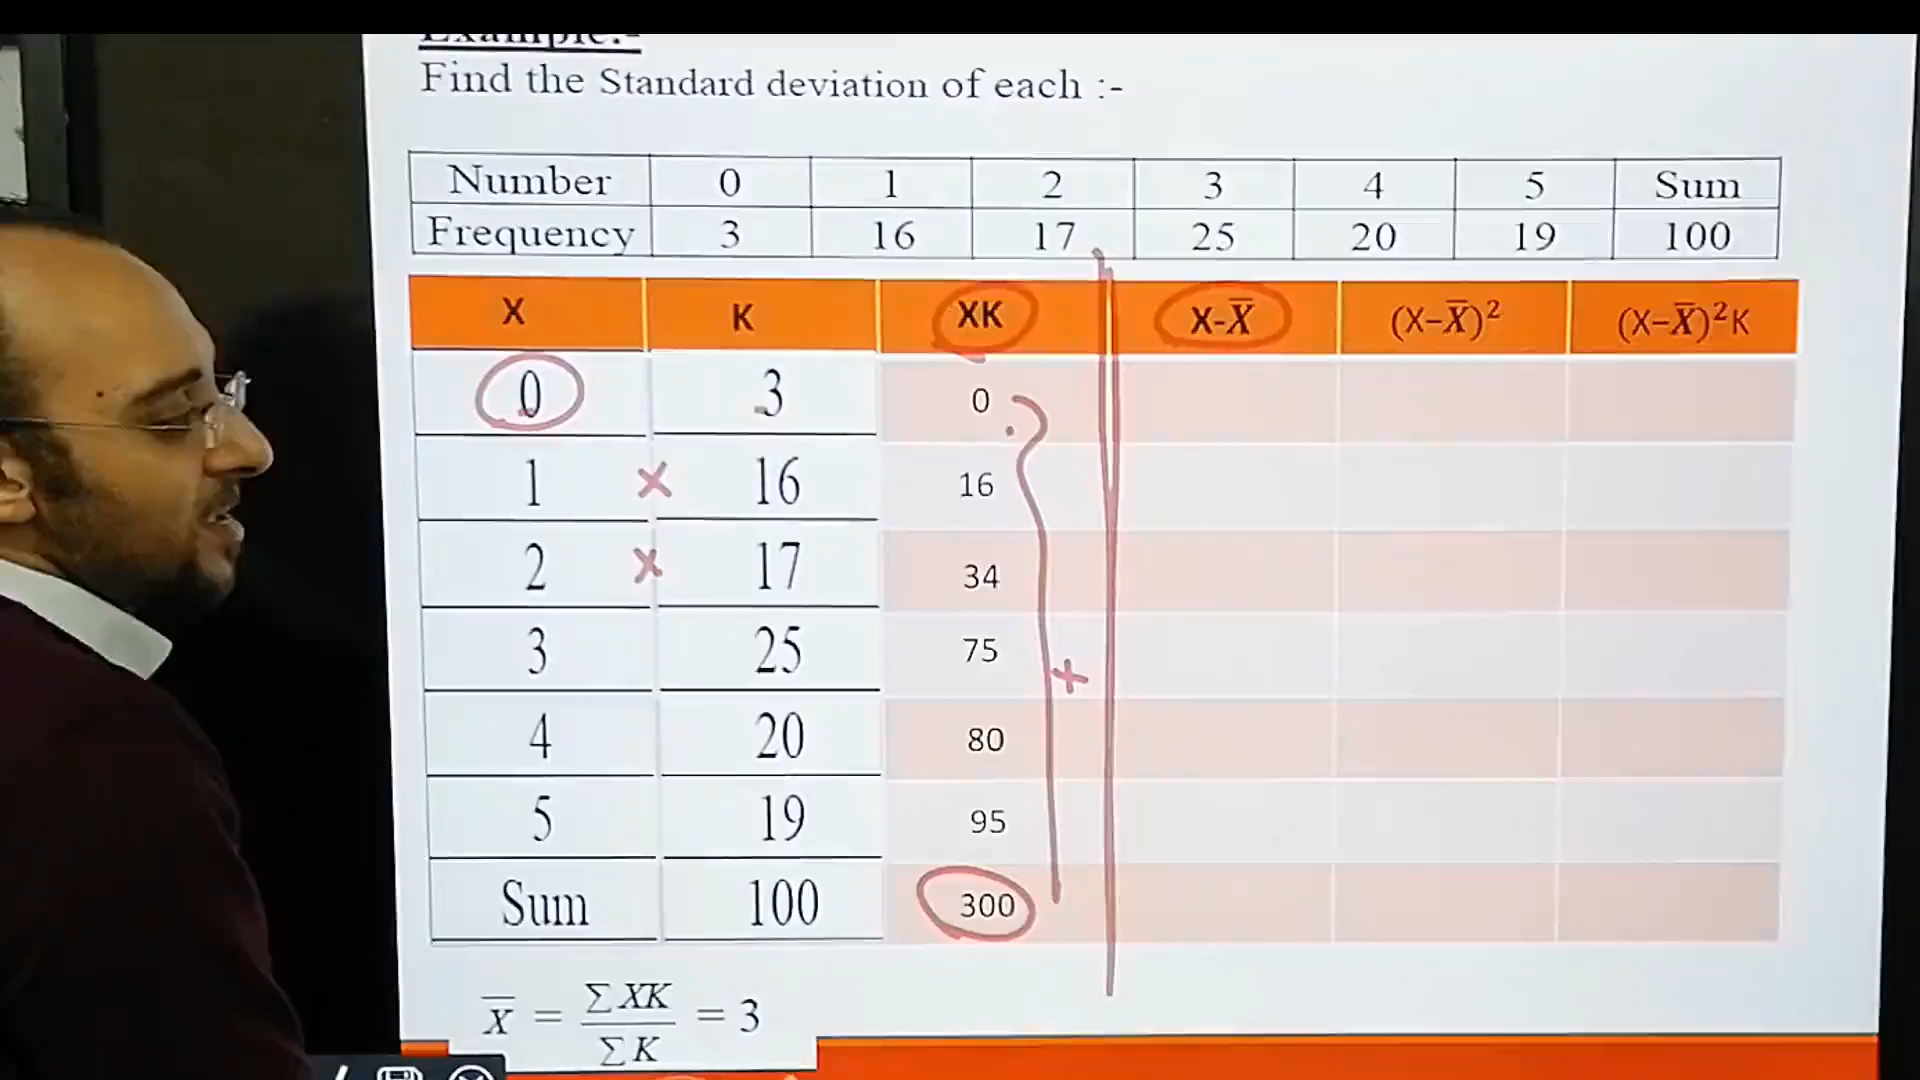 Example:-
Find the Standard deviation of each :-
Number 0 1 2 3 4 5 Sum
Frequency 3 16 17 25 20 19 100
X K XK X-X̅ (X-X̅)² (X-X̅)²K
0 3 0
1 × 16 16
2 × 17 34
3 25 75 +
4 20 80
5 19 95
Sum 100 300
x̅ = ∑XK / ∑K = 3